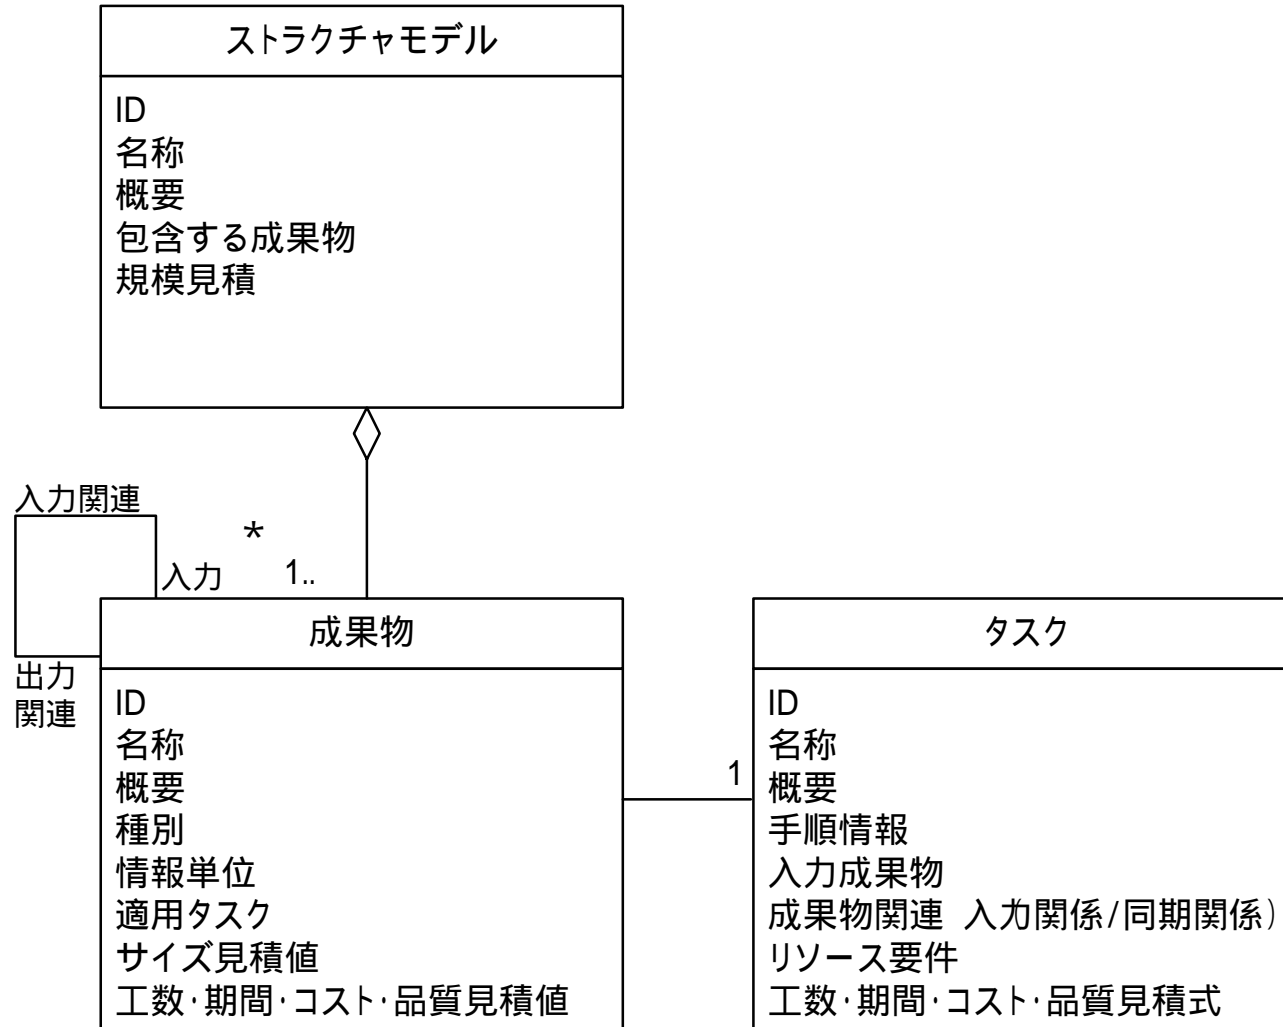 ストラクチャモデル
ID
名称
概要
包含する成果物
規模見積
入力関連
*
入力
1..
成果物
出力
関連
ID
名称
概要
種別
情報単位
適用タスク
サイズ見積値
工数・期間・コスト・品質見積値
1
タスク
ID
名称
概要
手順情報
入力成果物
成果物関連 入力関係/同期関係)
リソース要件
工数・期間・コスト・品質見積式